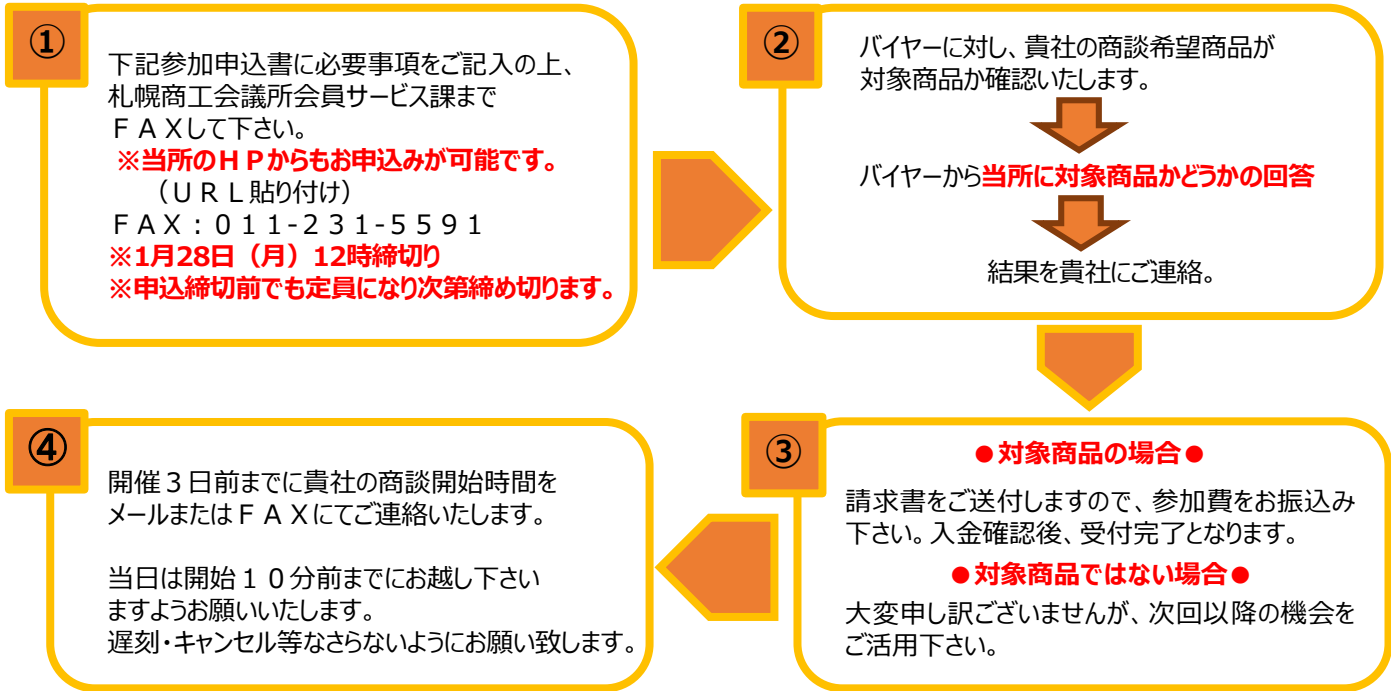 ①
下記参加申込書に必要事項をご記入の上、
札幌商工会議所会員サービス課まで
ＦＡＸして下さい。
※当所のＨＰからもお申込みが可能です。
（ＵＲＬ貼り付け）
ＦＡＸ：０１１-２３１-５５９１
※1月28日（月）12時締切り
※申込締切前でも定員になり次第締め切ります。
②
バイヤーに対し、貴社の商談希望商品が
対象商品か確認いたします。
バイヤーから当所に対象商品かどうかの回答
結果を貴社にご連絡。
③
●対象商品の場合●
請求書をご送付しますので、参加費をお振込み
下さい。入金確認後、受付完了となります。
●対象商品ではない場合●
大変申し訳ございませんが、次回以降の機会を
ご活用下さい。
④
開催３日前までに貴社の商談開始時間を
メールまたはＦＡＸにてご連絡いたします。
当日は開始１０分前までにお越し下さい
ますようお願いいたします。
遅刻・キャンセル等なさらないようにお願い致します。